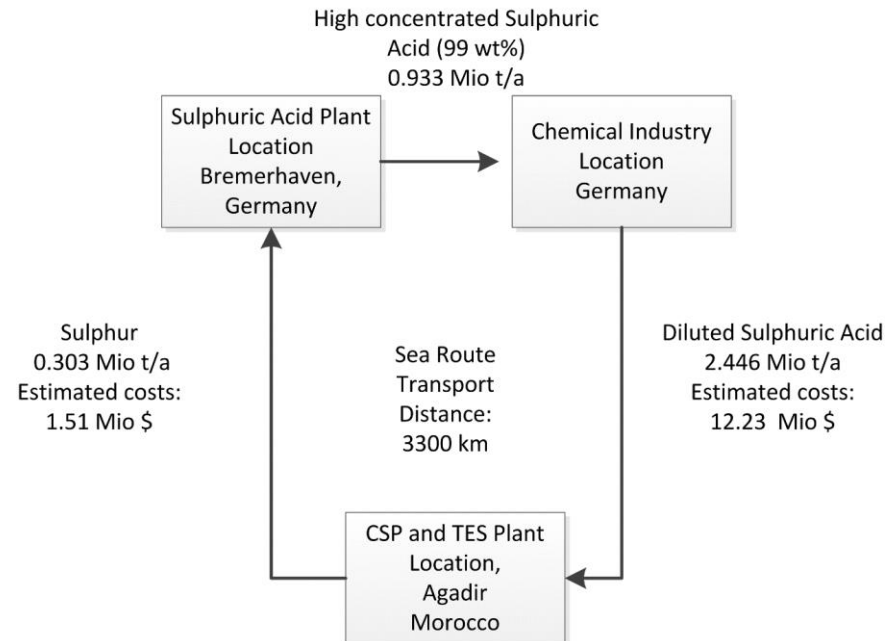 High concentrated Sulphuric
Acid (99 wt%)
0.933 Mio t/a
Sulphuric Acid Plant
Location
Bremerhaven,
Germany
Chemical Industry
Location
Germany
Sulphur
0.303 Mio t/a
Estimated costs:
1.51 Mio $
Sea Route
Transport
Distance:
3300 km
Diluted Sulphuric Acid
2.446 Mio t/a
Estimated costs:
12.23 Mio $
CSP and TES Plant
Location,
Agadir
Morocco